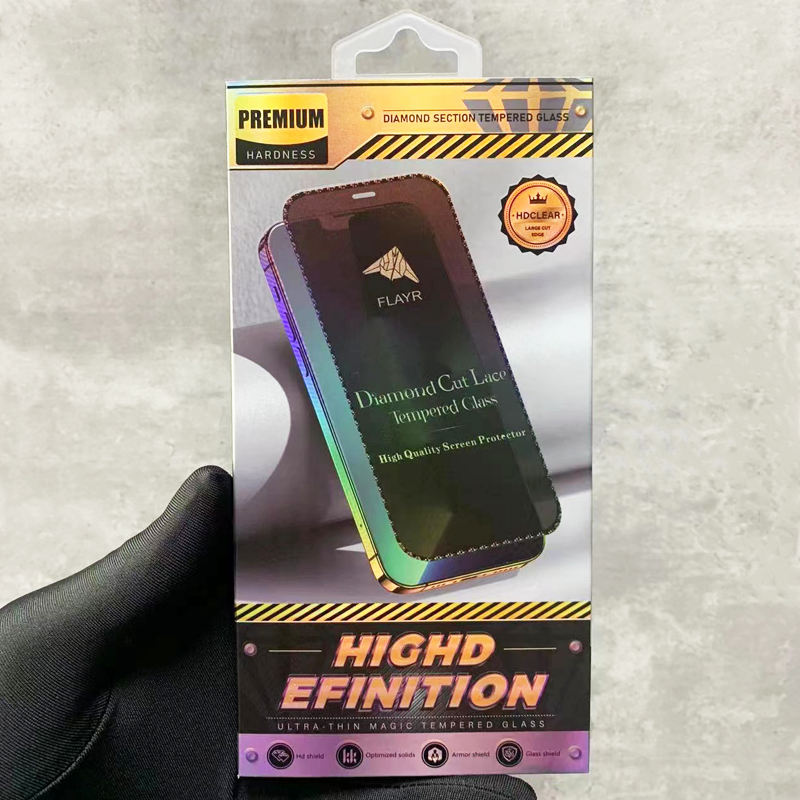 PREMIUM
HARDNESS
DIAMOND SECTION TEMPERED GLASS
HDCLEAR
LARGE CUT
EDGE
FLAYR
Diamond Cut Lace
Tempered Glass
High Quality Screen Protector
HIGHD
EFINITION
ULTRA-THIN MAGIC TEMPERED GLASS
Hd shield
Optimized solids
Armor shield
Glass shield